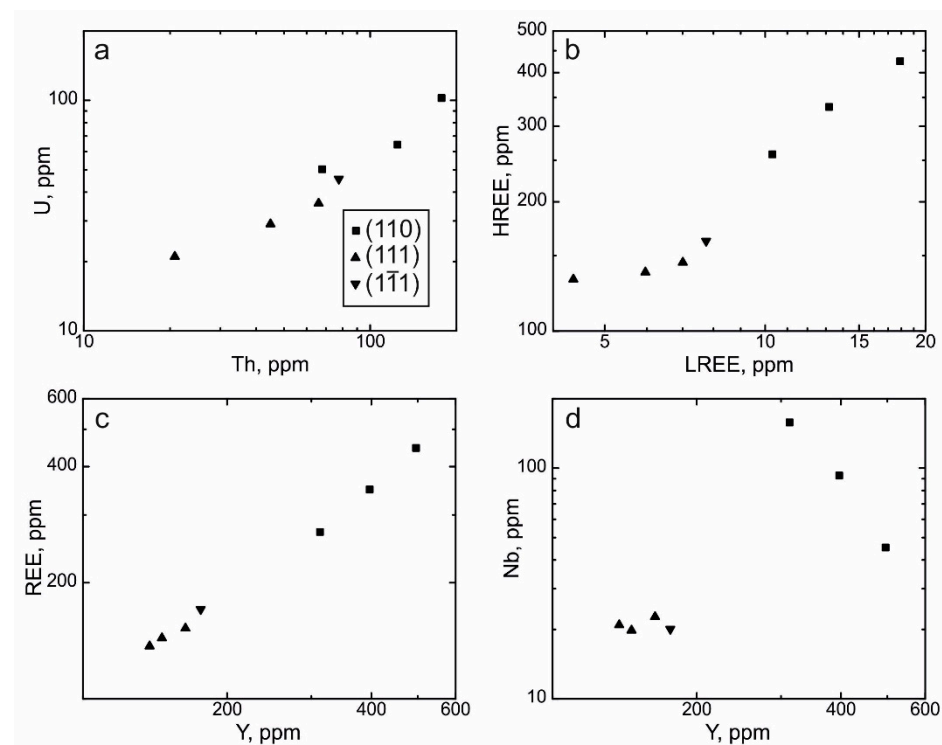 a
100
U, ppm
(110)
(111)
(11̅1)
10
10
100
Th, ppm
b
500
400
300
HREE, ppm
200
100
5
10
15
20
LREE, ppm
c
600
400
REE, ppm
200
200
400
600
Y, ppm
d
100
Nb, ppm
10
200
400
600
Y, ppm